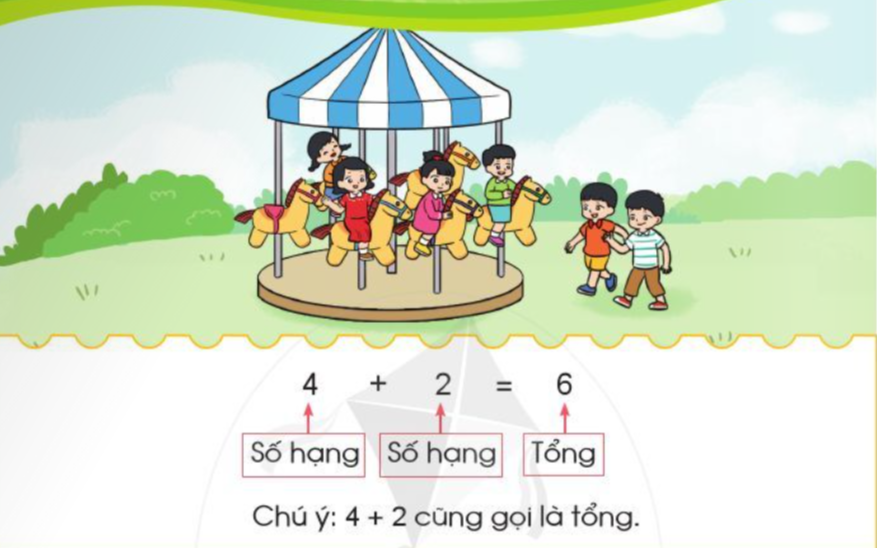 4 + 2 = 6
Số hạng Số hạng Tổng
Chú ý: 4 + 2 cũng gọi là tổng.